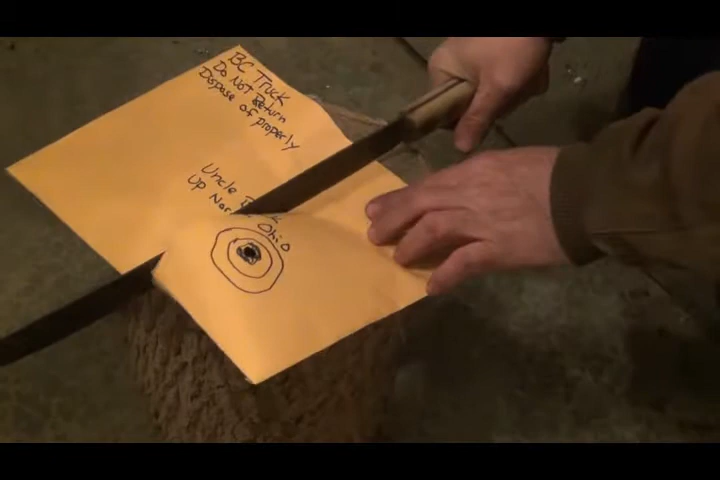 BC Truck
Do Not Return
Dispose of properly
Uncle
Up Ohio